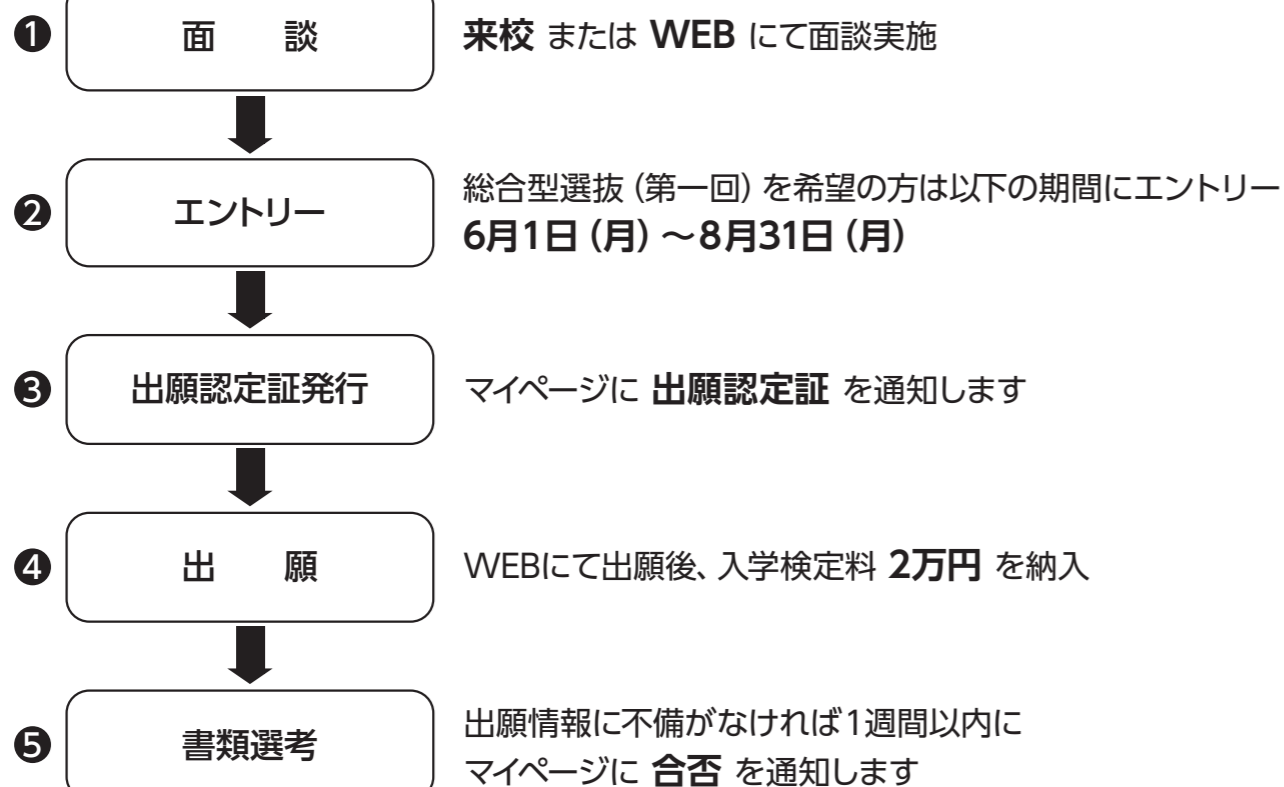 ❶ 面　談 来校 または WEB にて面談実施
❷ エントリー 総合型選抜（第一回）を希望の方は以下の期間にエントリー
6月1日（月）～8月31日（月）
❸ 出願認定証発行 マイページに 出願認定証 を通知します
❹ 出　願 WEBにて出願後、入学検定料 2万円 を納入
❺ 書類選考 出願情報に不備がなければ1週間以内に
マイページに 合否 を通知します